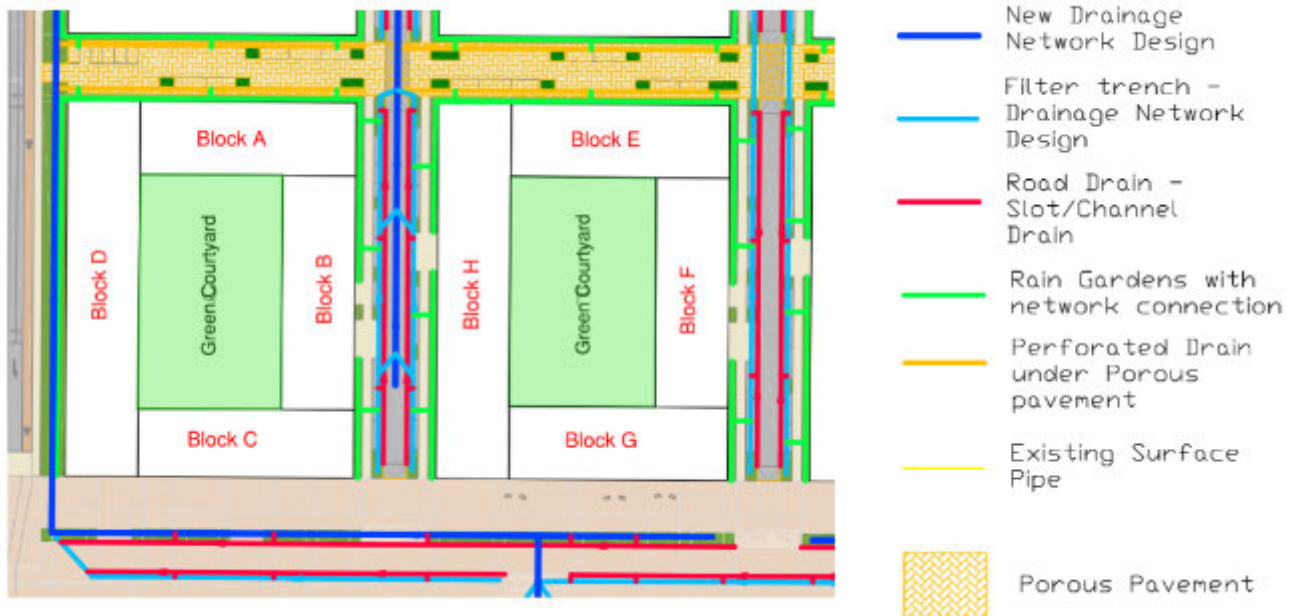 Block A
Block D
Green Courtyard
Block B
Block C
Block E
Block H
Green Courtyard
Block F
Block G
New Drainage
Network Design
Filter trench -
Drainage Network
Design
Road Drain -
Slot/Channel
Drain
Rain Gardens with
network connection
Perforated Drain
under Porous
pavement
Existing Surface
Pipe
Porous Pavement